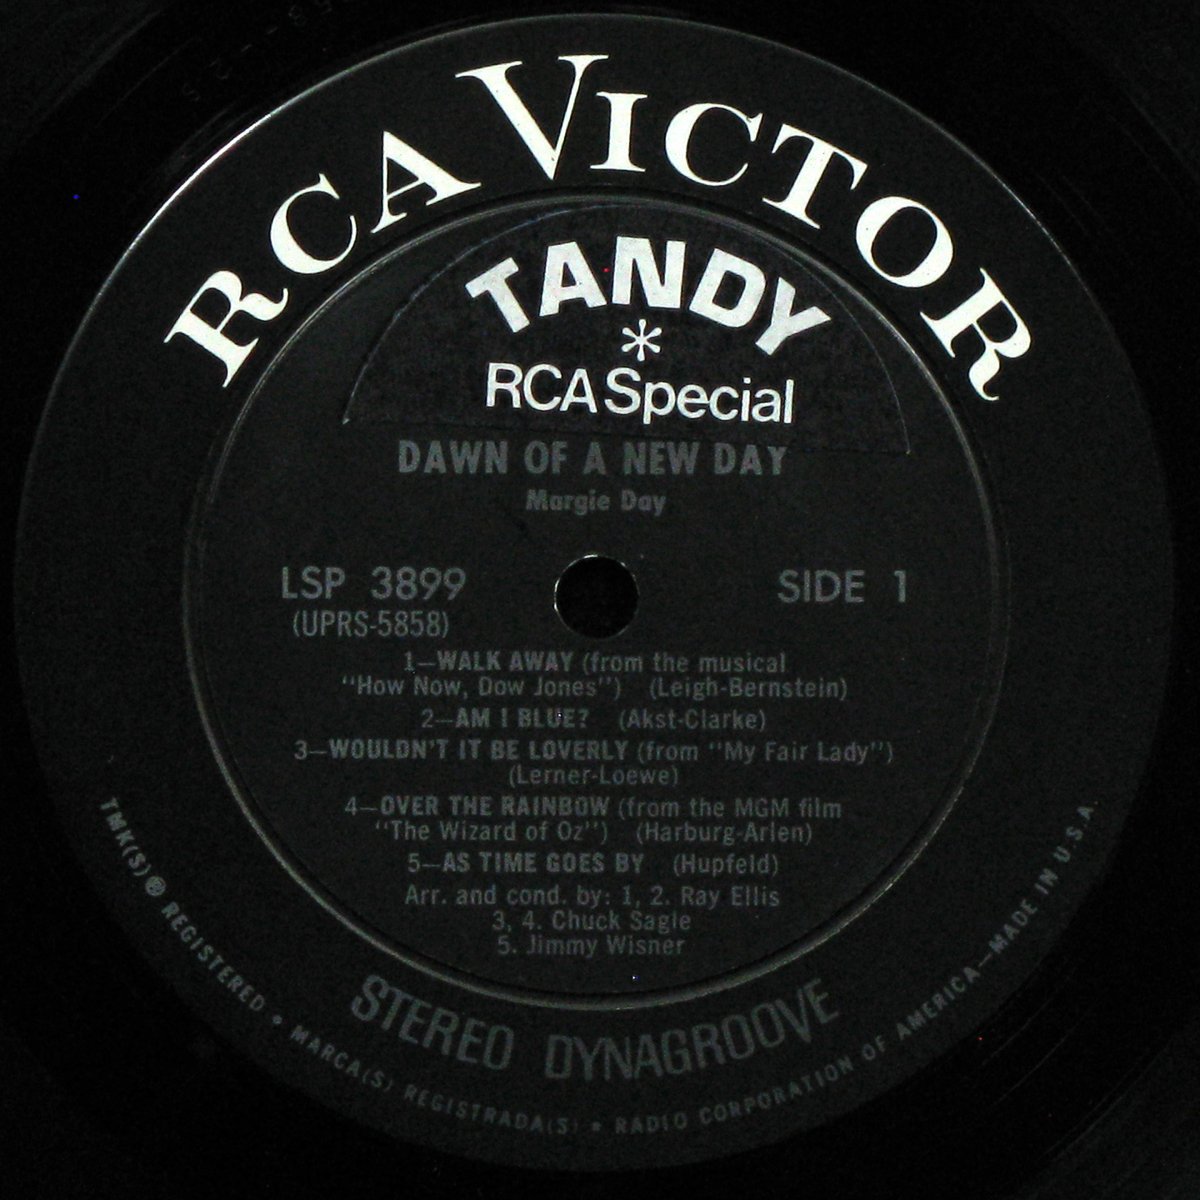 RCA VICTOR
TANDY
*
RCA Special
DAWN OF A NEW DAY
Margie Day
LSP 3899
(UPRS-5858)
SIDE 1
1—WALK AWAY (from the musical
"How Now, Dow Jones") (Leigh-Bernstein)
2—AM I BLUE? (Akst-Clarke)
3—WOULDN'T IT BE LOVERLY (from "My Fair Lady")
(Lerner-Loewe)
4—OVER THE RAINBOW (from the MGM film
"The Wizard of Oz") (Harburg-Arlen)
5—AS TIME GOES BY (Hupfeld)
Arr. and cond. by: 1, 2. Ray Ellis
3, 4. Chuck Sagle
5. Jimmy Wisner
STEREO DYNAGROOVE
TMK(S) ® REGISTERED • MARCA(S) REGISTRADA(S) • RADIO CORPORATION OF AMERICA—MADE IN U.S.A.